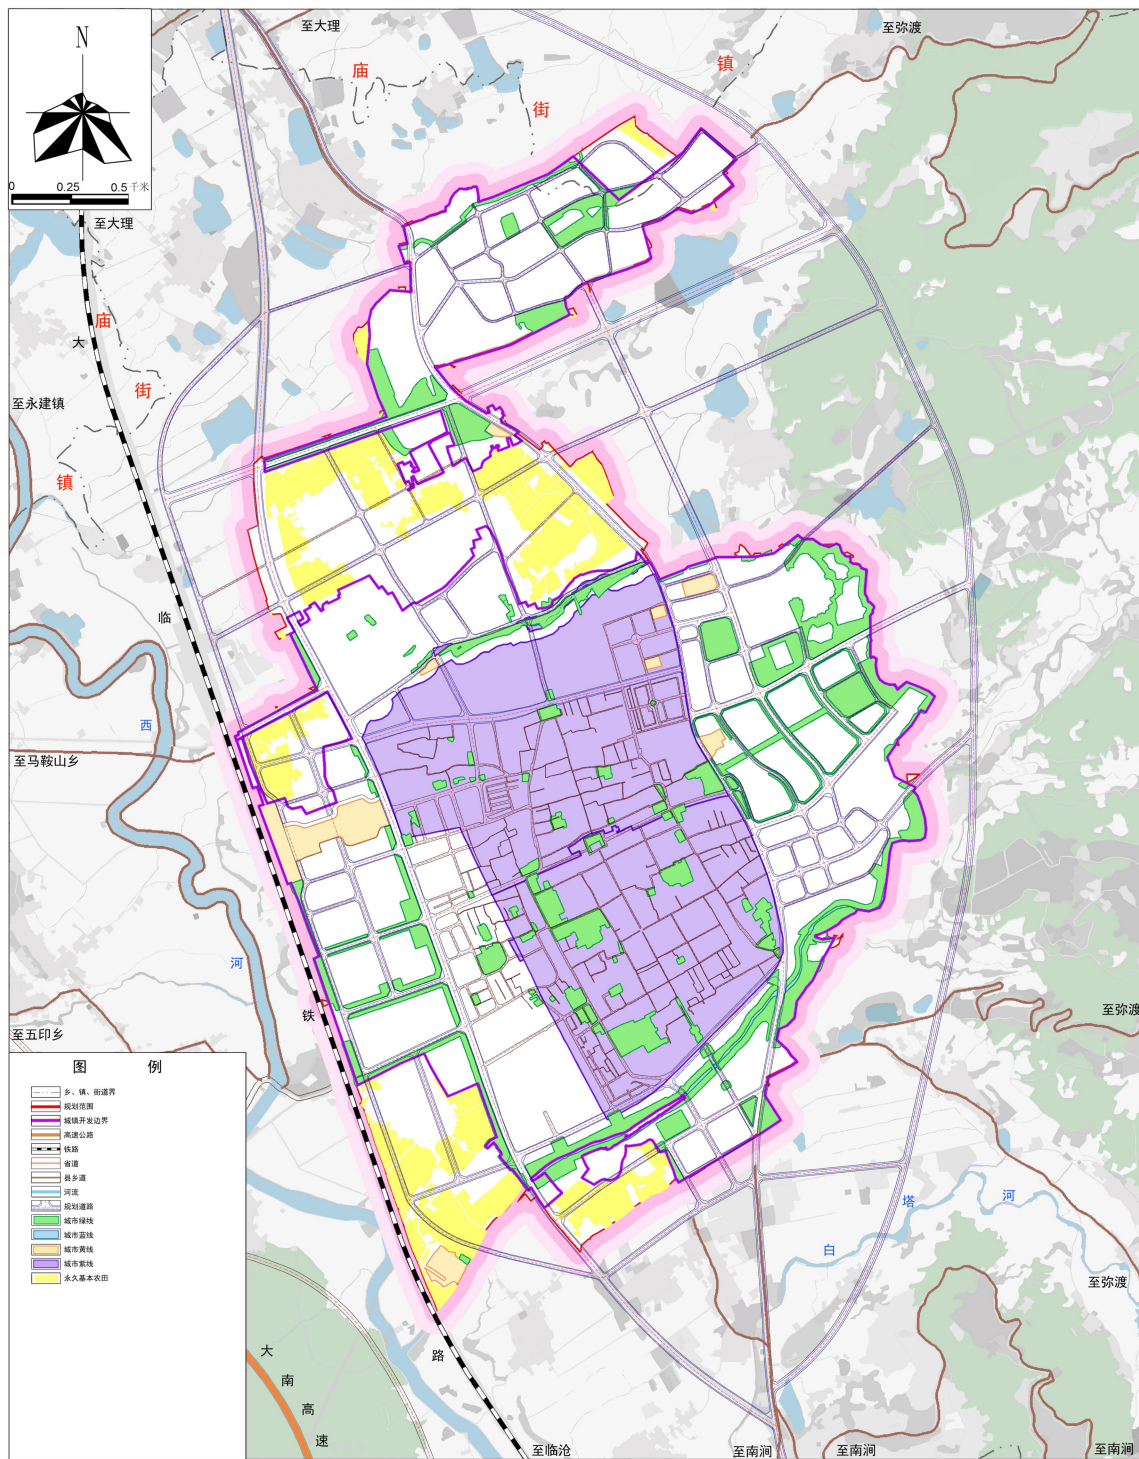 至大理
至弥渡
庙
镇
街
N
0 0.25 0.5 千米
至大理
庙
大
街
至永建镇
镇
临
西
至马鞍山乡
河
铁
至五印乡
至弥渡
图 例
乡、镇、街道界
规划范围
城镇开发边界
高速公路
铁路
省道
县乡道
河流
规划道路
城市绿线
城市蓝线
城市黄线
城市紫线
永久基本农田
河
塔
白
至弥渡
路
大
南
高
速
至临沧
至南涧
至南涧
至南涧